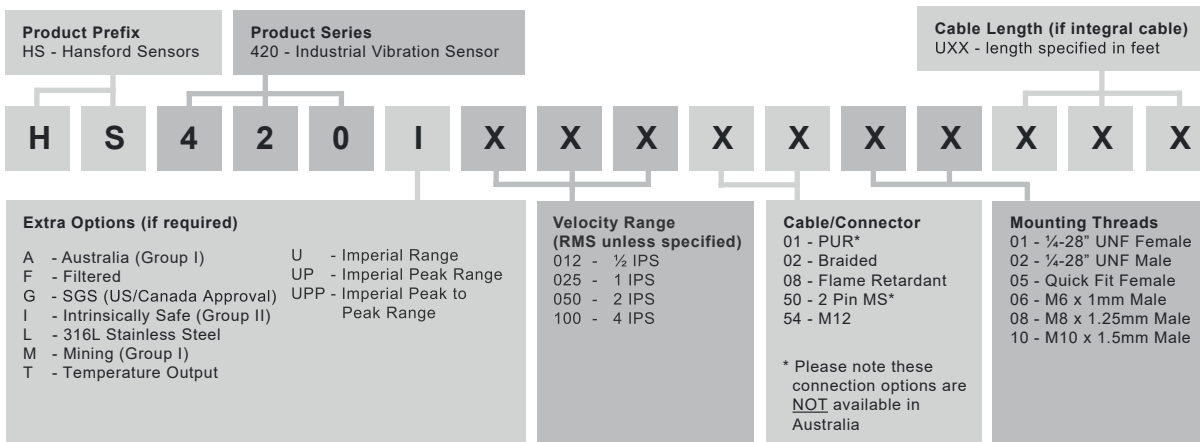 Product Prefix
HS - Hansford Sensors
Product Series
420 - Industrial Vibration Sensor
Cable Length (if integral cable)
UXX - length specified in feet
H S 4 2 0 I X X X X X X X X X X
Extra Options (if required)
A - Australia (Group I)
F - Filtered
G - SGS (US/Canada Approval)
I - Intrinsically Safe (Group II)
L - 316L Stainless Steel
M - Mining (Group I)
T - Temperature Output
U - Imperial Range
UP - Imperial Peak Range
UPP - Imperial Peak to
Peak Range
Velocity Range
(RMS unless specified)
012 - ½ IPS
025 - 1 IPS
050 - 2 IPS
100 - 4 IPS
Cable/Connector
01 - PUR*
02 - Braided
08 - Flame Retardant
50 - 2 Pin MS*
54 - M12
* Please note these
connection options are
NOT available in
Australia
Mounting Threads
01 - ¼-28” UNF Female
02 - ¼-28” UNF Male
05 - Quick Fit Female
06 - M6 x 1mm Male
08 - M8 x 1.25mm Male
10 - M10 x 1.5mm Male